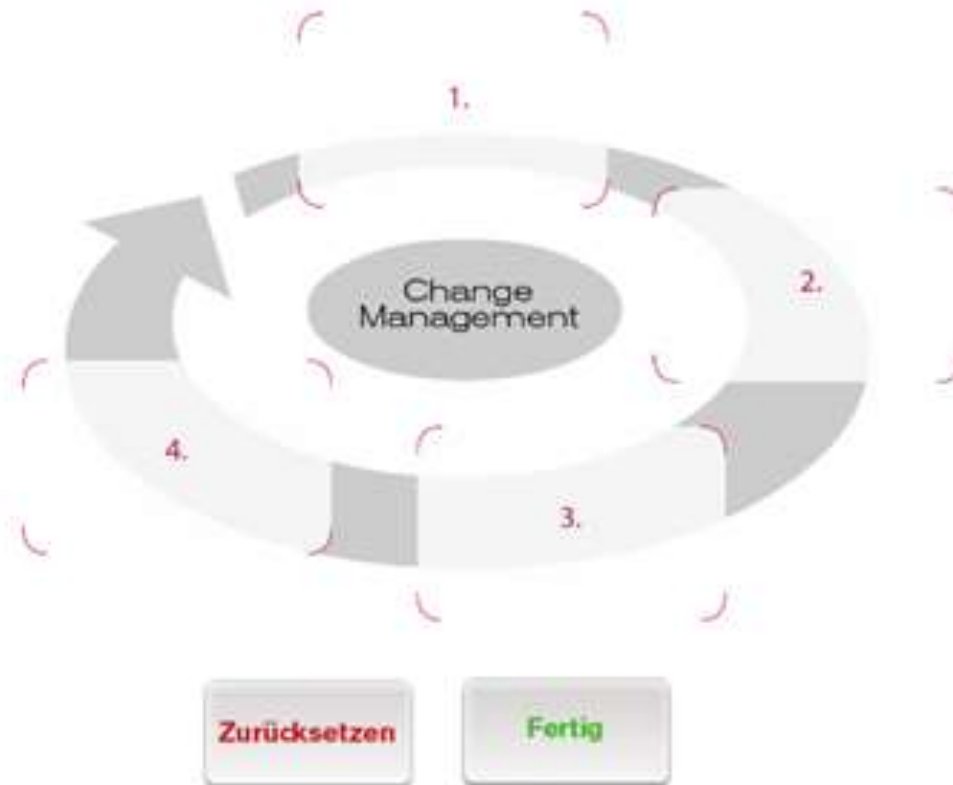 1.
2.
Change
Management
4.
3.
Zurücksetzen
Fertig